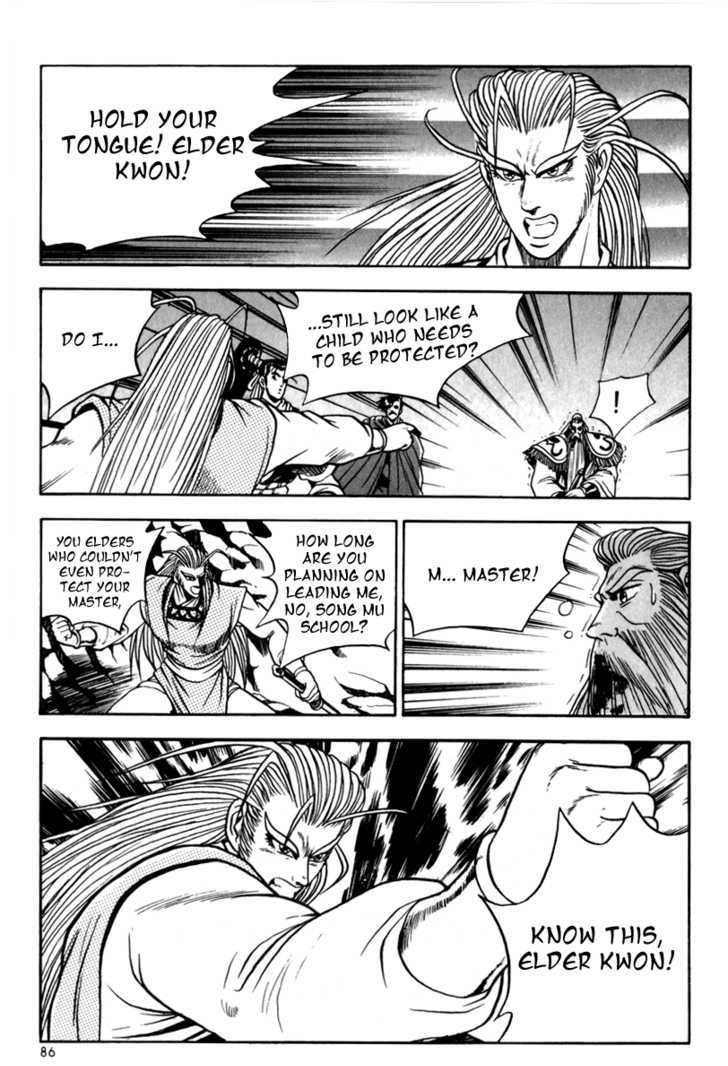 HOLD YOUR
TONGUE! ELDER
KWON!
DO I...
...STILL LOOK LIKE A
CHILD WHO NEEDS
TO BE PROTECTED?
!
YOU ELDERS
WHO COULDN'T
EVEN PRO-
TECT YOUR
MASTER,
HOW LONG
ARE YOU
PLANNING ON
LEADING ME,
NO, SONG MU
SCHOOL?
M... MASTER!
KNOW THIS,
ELDER KWON!
86